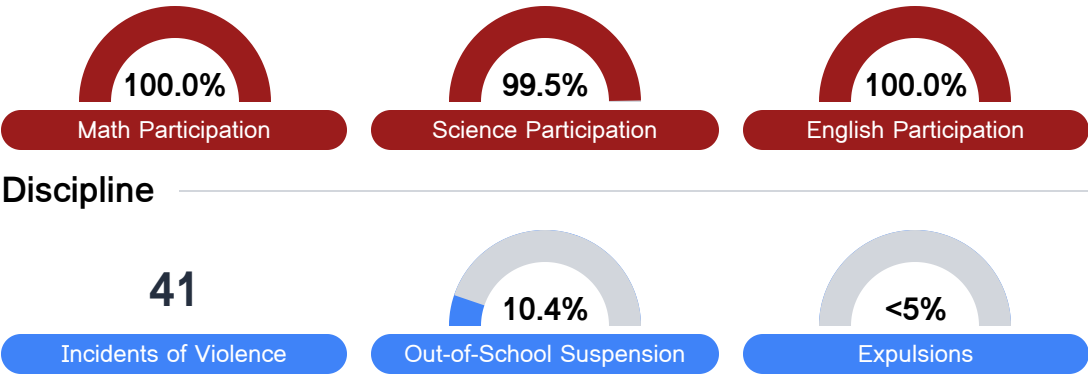 100.0%
99.5%
100.0%
Math Participation
Science Participation
English Participation
Discipline
41
10.4%
<5%
Incidents of Violence
Out-of-School Suspension
Expulsions